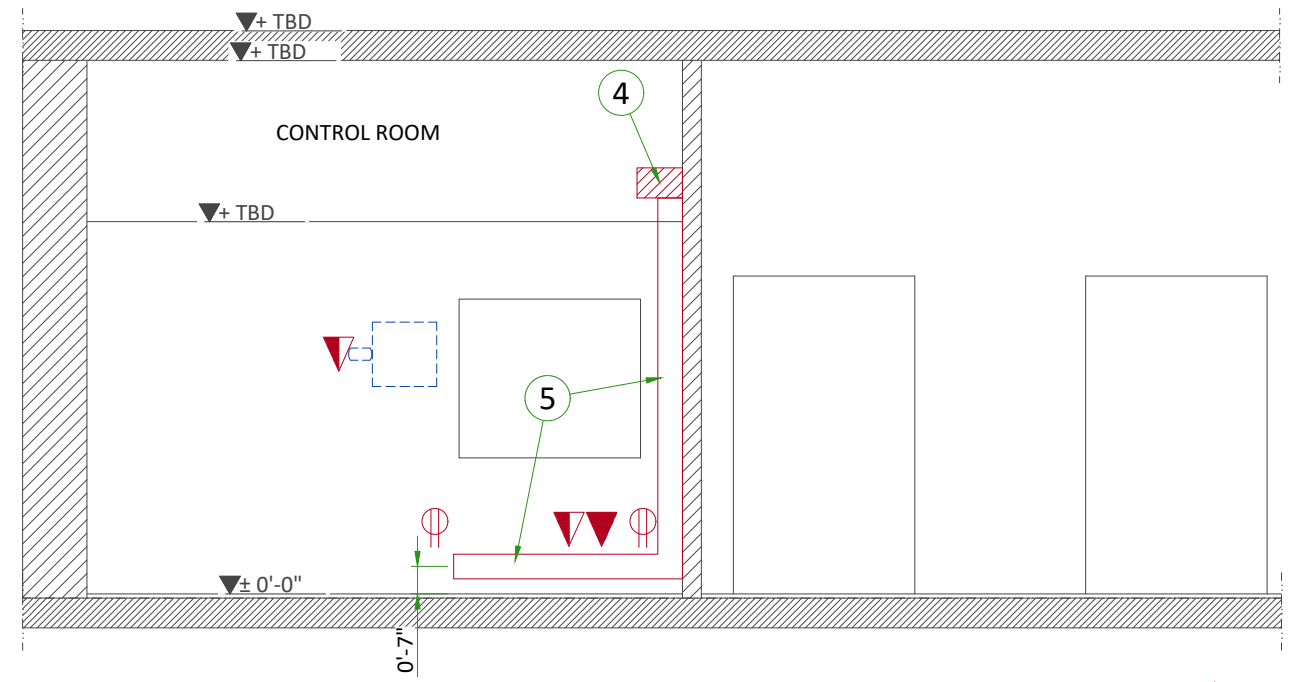 + TBD
+ TBD
4
CONTROL ROOM
+ TBD
5
± 0'-0"
0'-7"